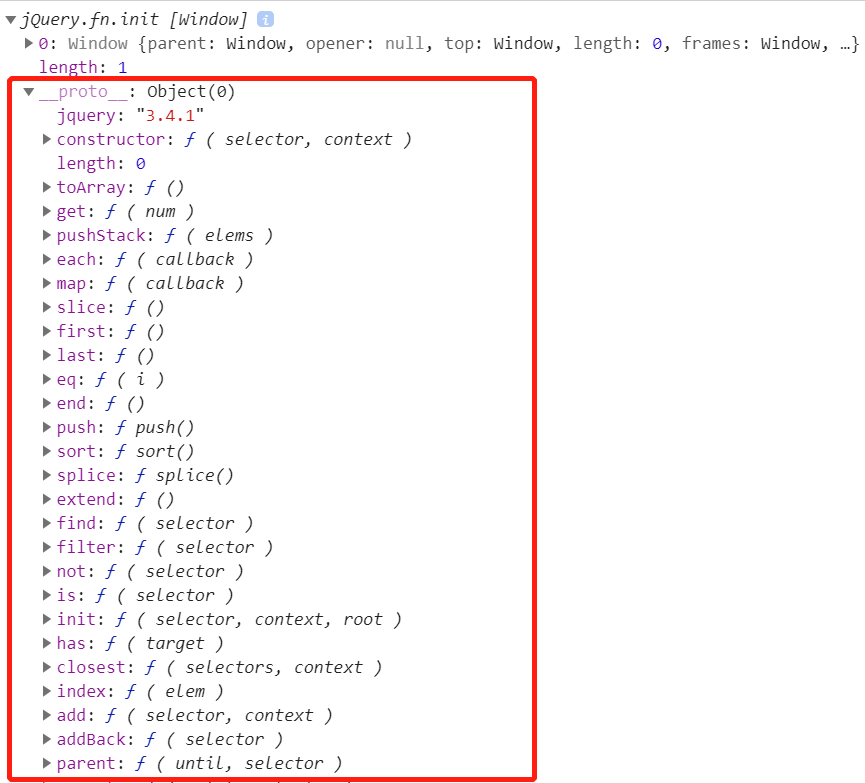 jQuery.fn.init [Window] i
0: Window {parent: Window, opener: null, top: Window, length: 0, frames: Window, …}
length: 1
__proto__: Object(0)
jquery: "3.4.1"
constructor: ƒ ( selector, context )
length: 0
toArray: ƒ ()
get: ƒ ( num )
pushStack: ƒ ( elems )
each: ƒ ( callback )
map: ƒ ( callback )
slice: ƒ ()
first: ƒ ()
last: ƒ ()
eq: ƒ ( i )
end: ƒ ()
push: ƒ push()
sort: ƒ sort()
splice: ƒ splice()
extend: ƒ ()
find: ƒ ( selector )
filter: ƒ ( selector )
not: ƒ ( selector )
is: ƒ ( selector )
init: ƒ ( selector, context, root )
has: ƒ ( target )
closest: ƒ ( selectors, context )
index: ƒ ( elem )
add: ƒ ( selector, context )
addBack: ƒ ( selector )
parent: ƒ ( until, selector )